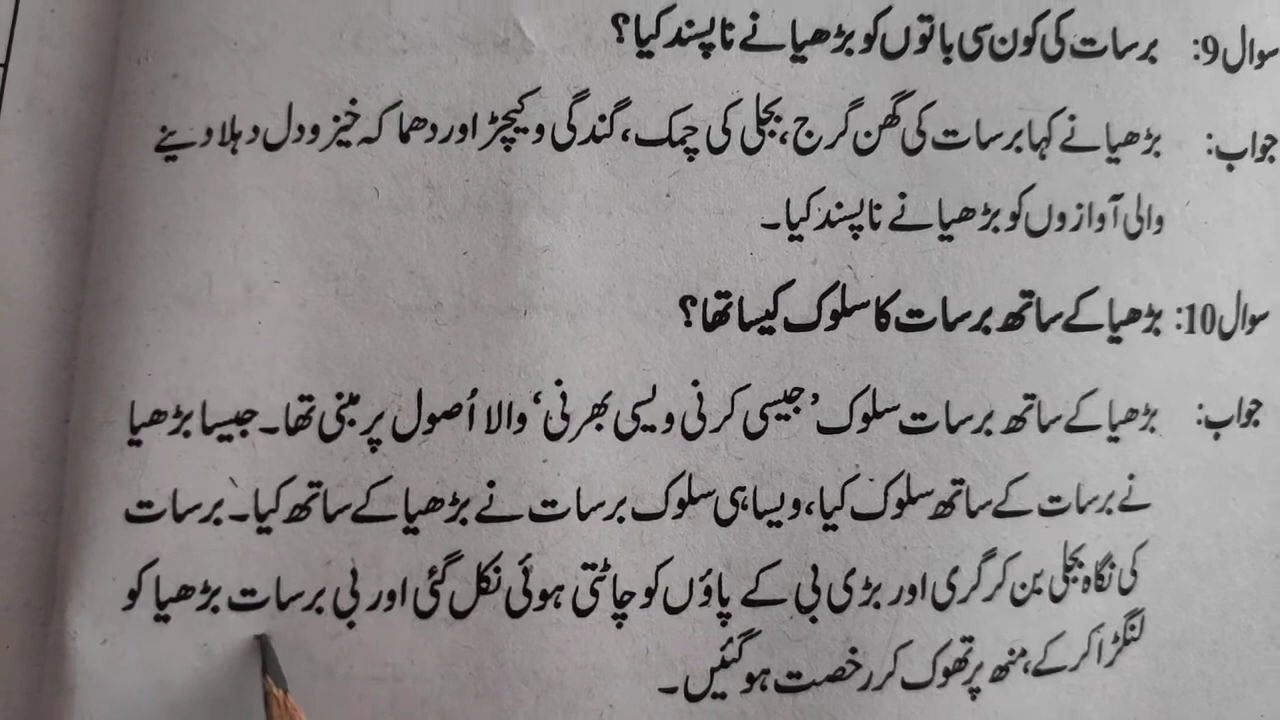 سوال 9: برسات کی کون سی باتوں کو بڑھیا نے ناپسند کیا؟
جواب: بڑھیا نے کہا برسات کی گھن گرج، بجلی کی چمک، گندگی و کیچڑ اور دھماکہ خیز و دل دہلا دینے
والی آوازوں کو بڑھیا نے ناپسند کیا۔
سوال 10: بڑھیا کے ساتھ برسات کا سلوک کیسا تھا؟
جواب: بڑھیا کے ساتھ برسات سلوک ’جیسی کرنی ویسی بھرنی‘ والا اُصول پر مبنی تھا۔ جیسا بڑھیا
نے برسات کے ساتھ سلوک کیا، ویسا ہی سلوک برسات نے بڑھیا کے ساتھ کیا۔ برسات
کی نگاہ بجلی بن کر گری اور بڑی بی کے پاؤں کو چاٹتی ہوئی نکل گئی اور بی برسات بڑھیا کو
لنگڑا کر کے، منھ پر تھوک کر رخصت ہو گئیں۔